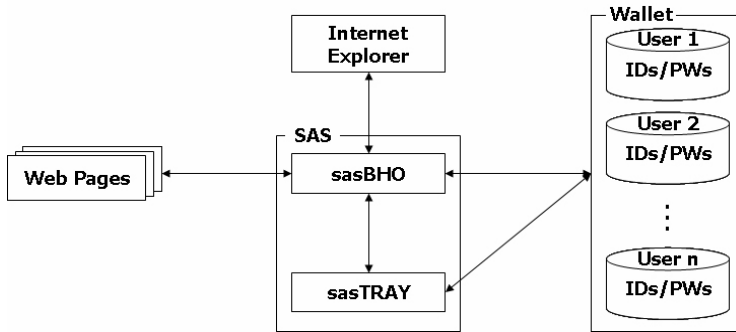 Internet
Explorer
Wallet
User 1
IDs/PWs
User 2
IDs/PWs
SAS
Web Pages
sasBHO
sasTRAY
User n
IDs/PWs